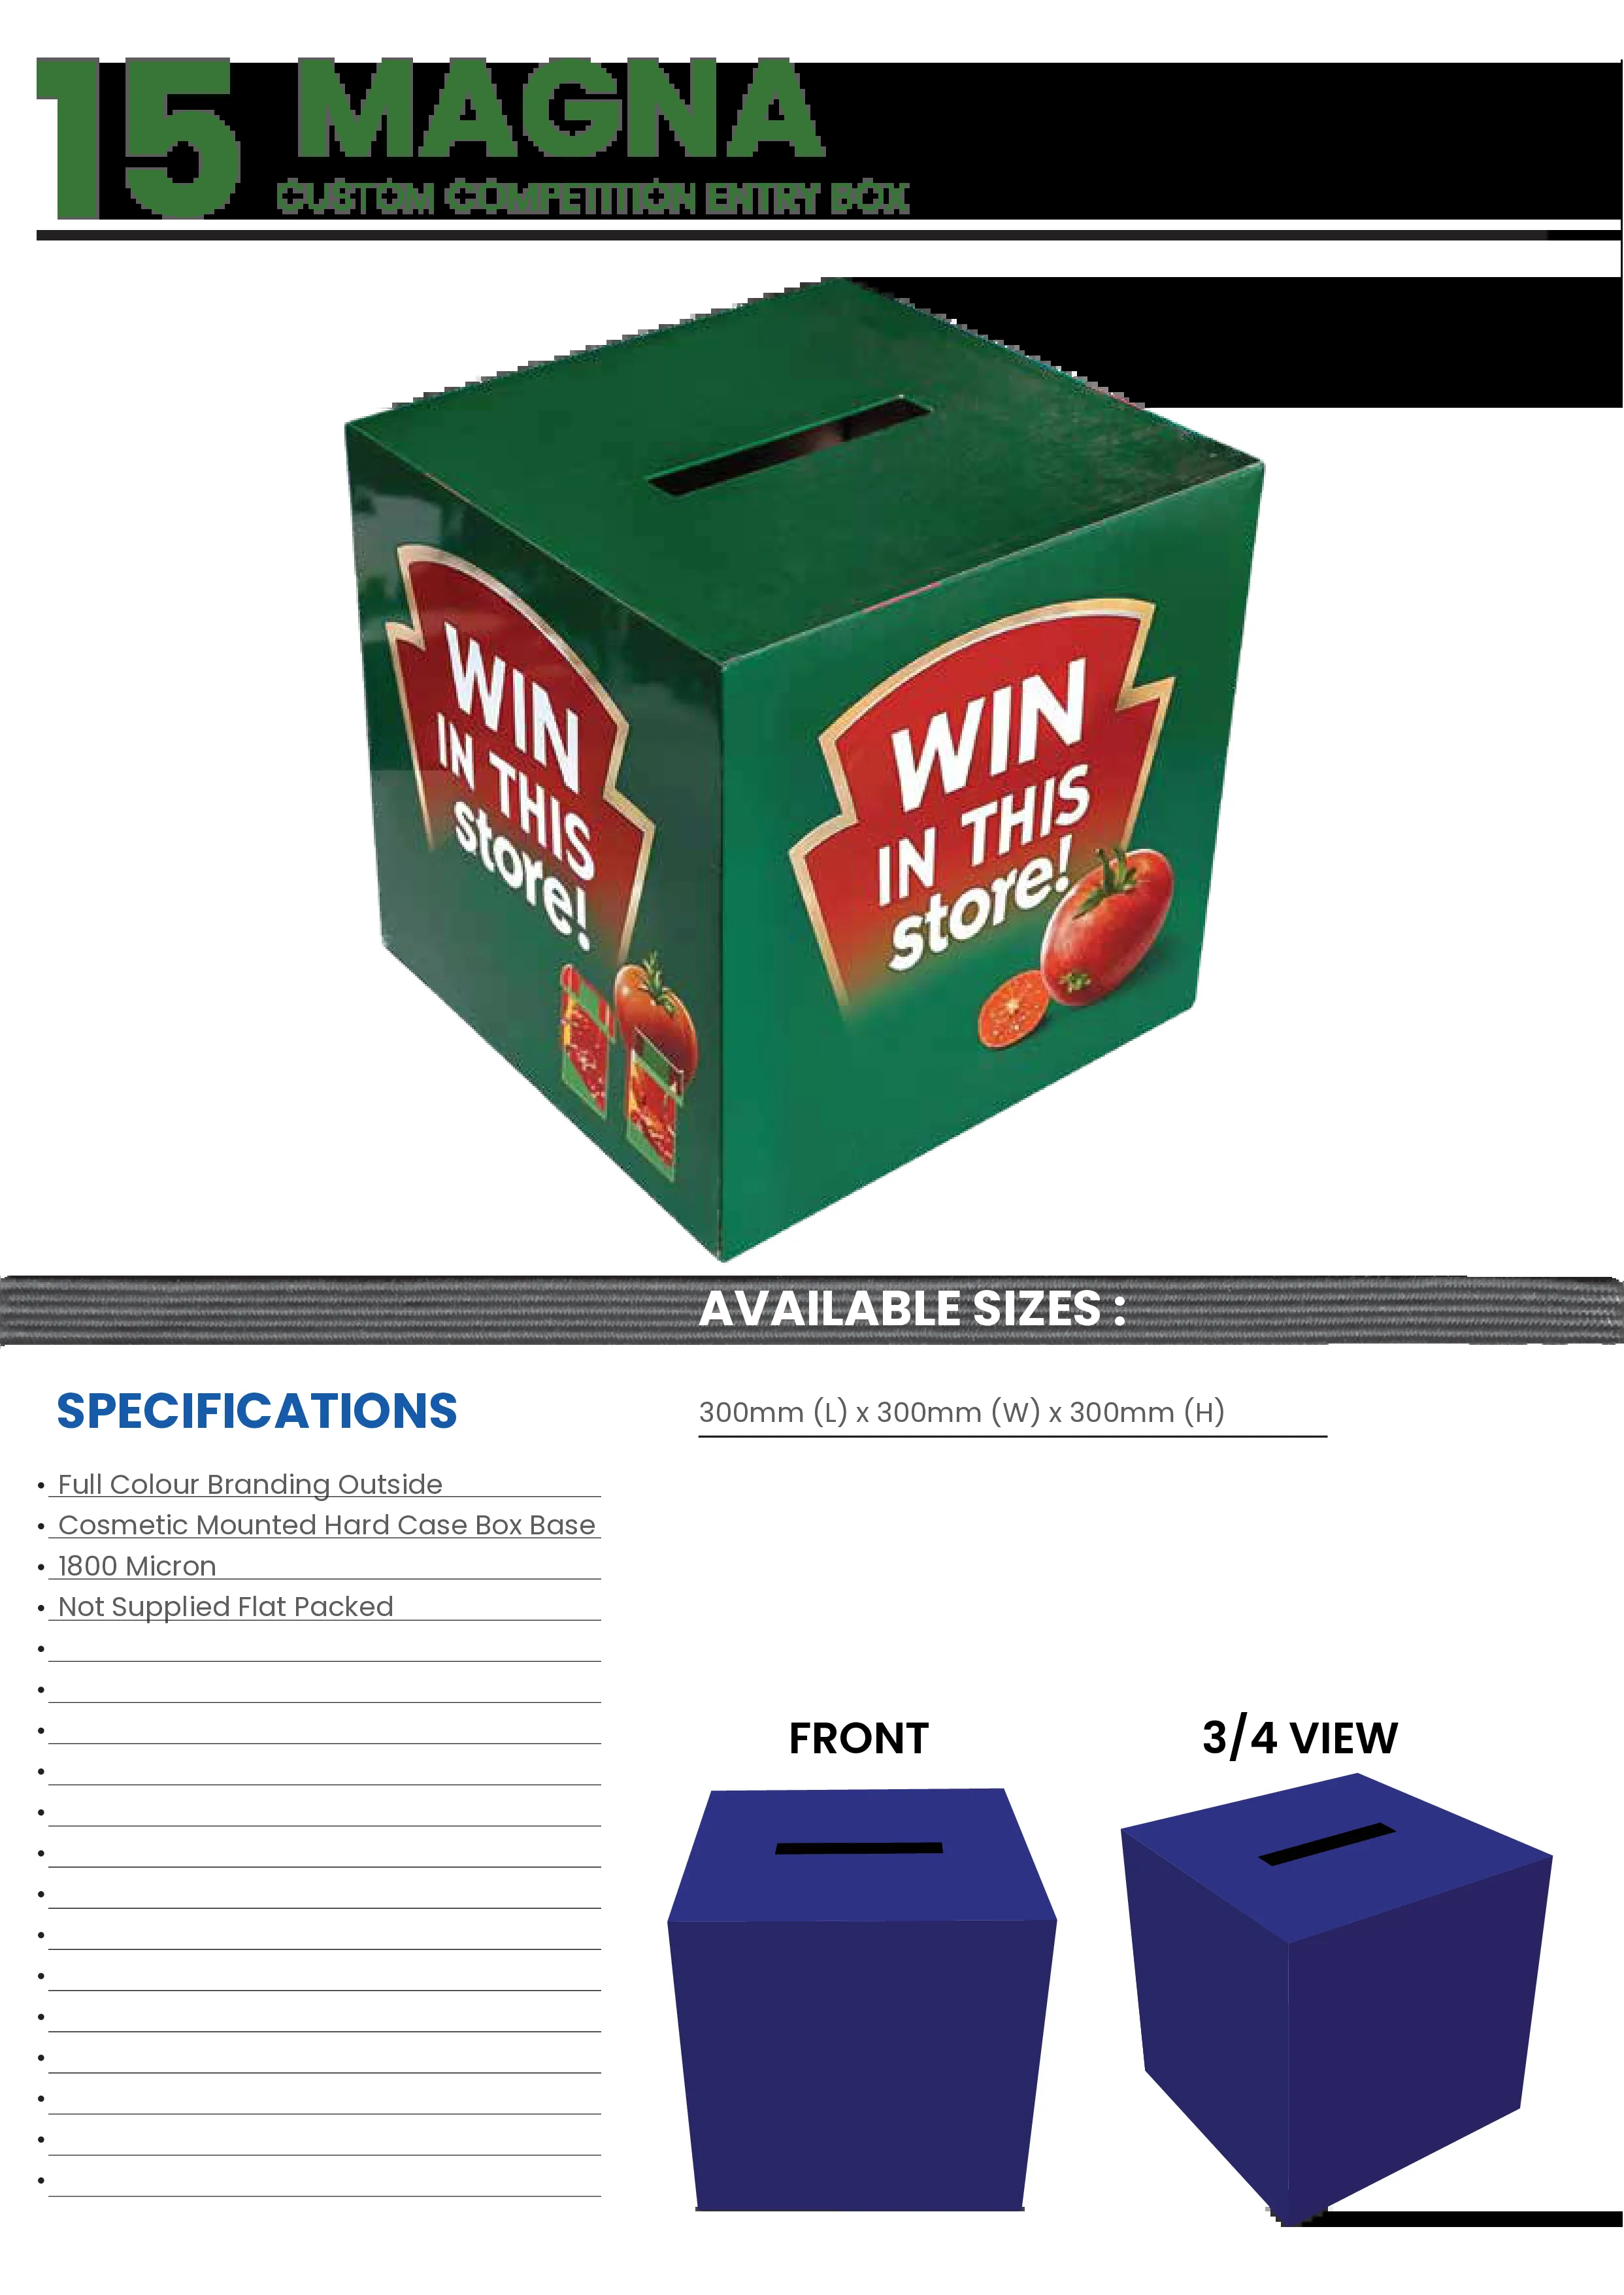 15 MAGNA
CUSTOM COMPETITION ENTRY BOX
WIN
IN THIS
store!
WIN
IN THIS
store!
AVAILABLE SIZES :
SPECIFICATIONS
300mm (L) x 300mm (W) x 300mm (H)
• Full Colour Branding Outside
• Cosmetic Mounted Hard Case Box Base
• 1800 Micron
• Not Supplied Flat Packed
FRONT
3/4 VIEW